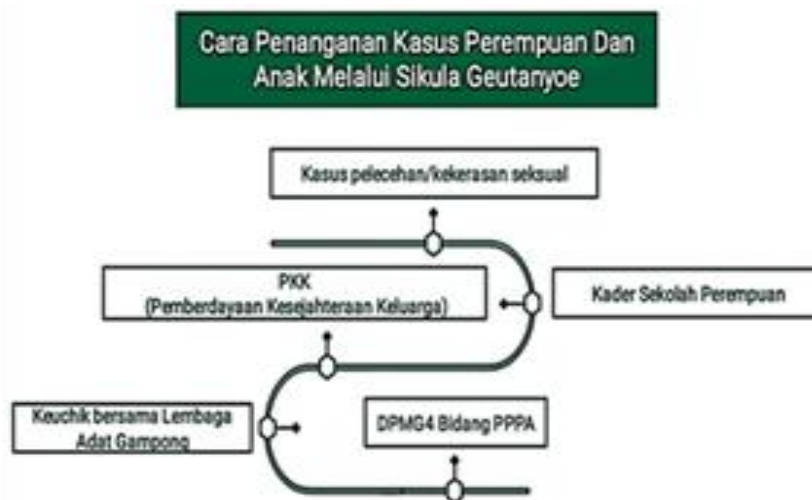 Cara Penanganan Kasus Perempuan Dan
Anak Melalui Sikula Geutanyoe
Kasus pelecehan/kekerasan seksual
PKK
(Pemberdayaan Kesejahteraan Keluarga)
Kader Sekolah Perempuan
Keuchik bersama Lembaga
Adat Gampong
DPMG4 Bidang PPPA